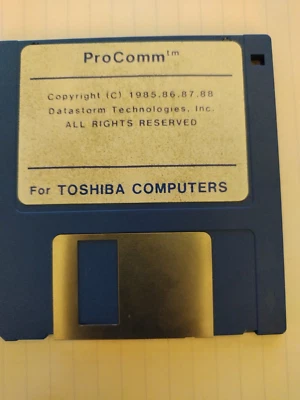 ProComm™
Copyright (C) 1985.86.87.88
Datastorm Technologies, Inc.
ALL RIGHTS RESERVED
For TOSHIBA COMPUTERS